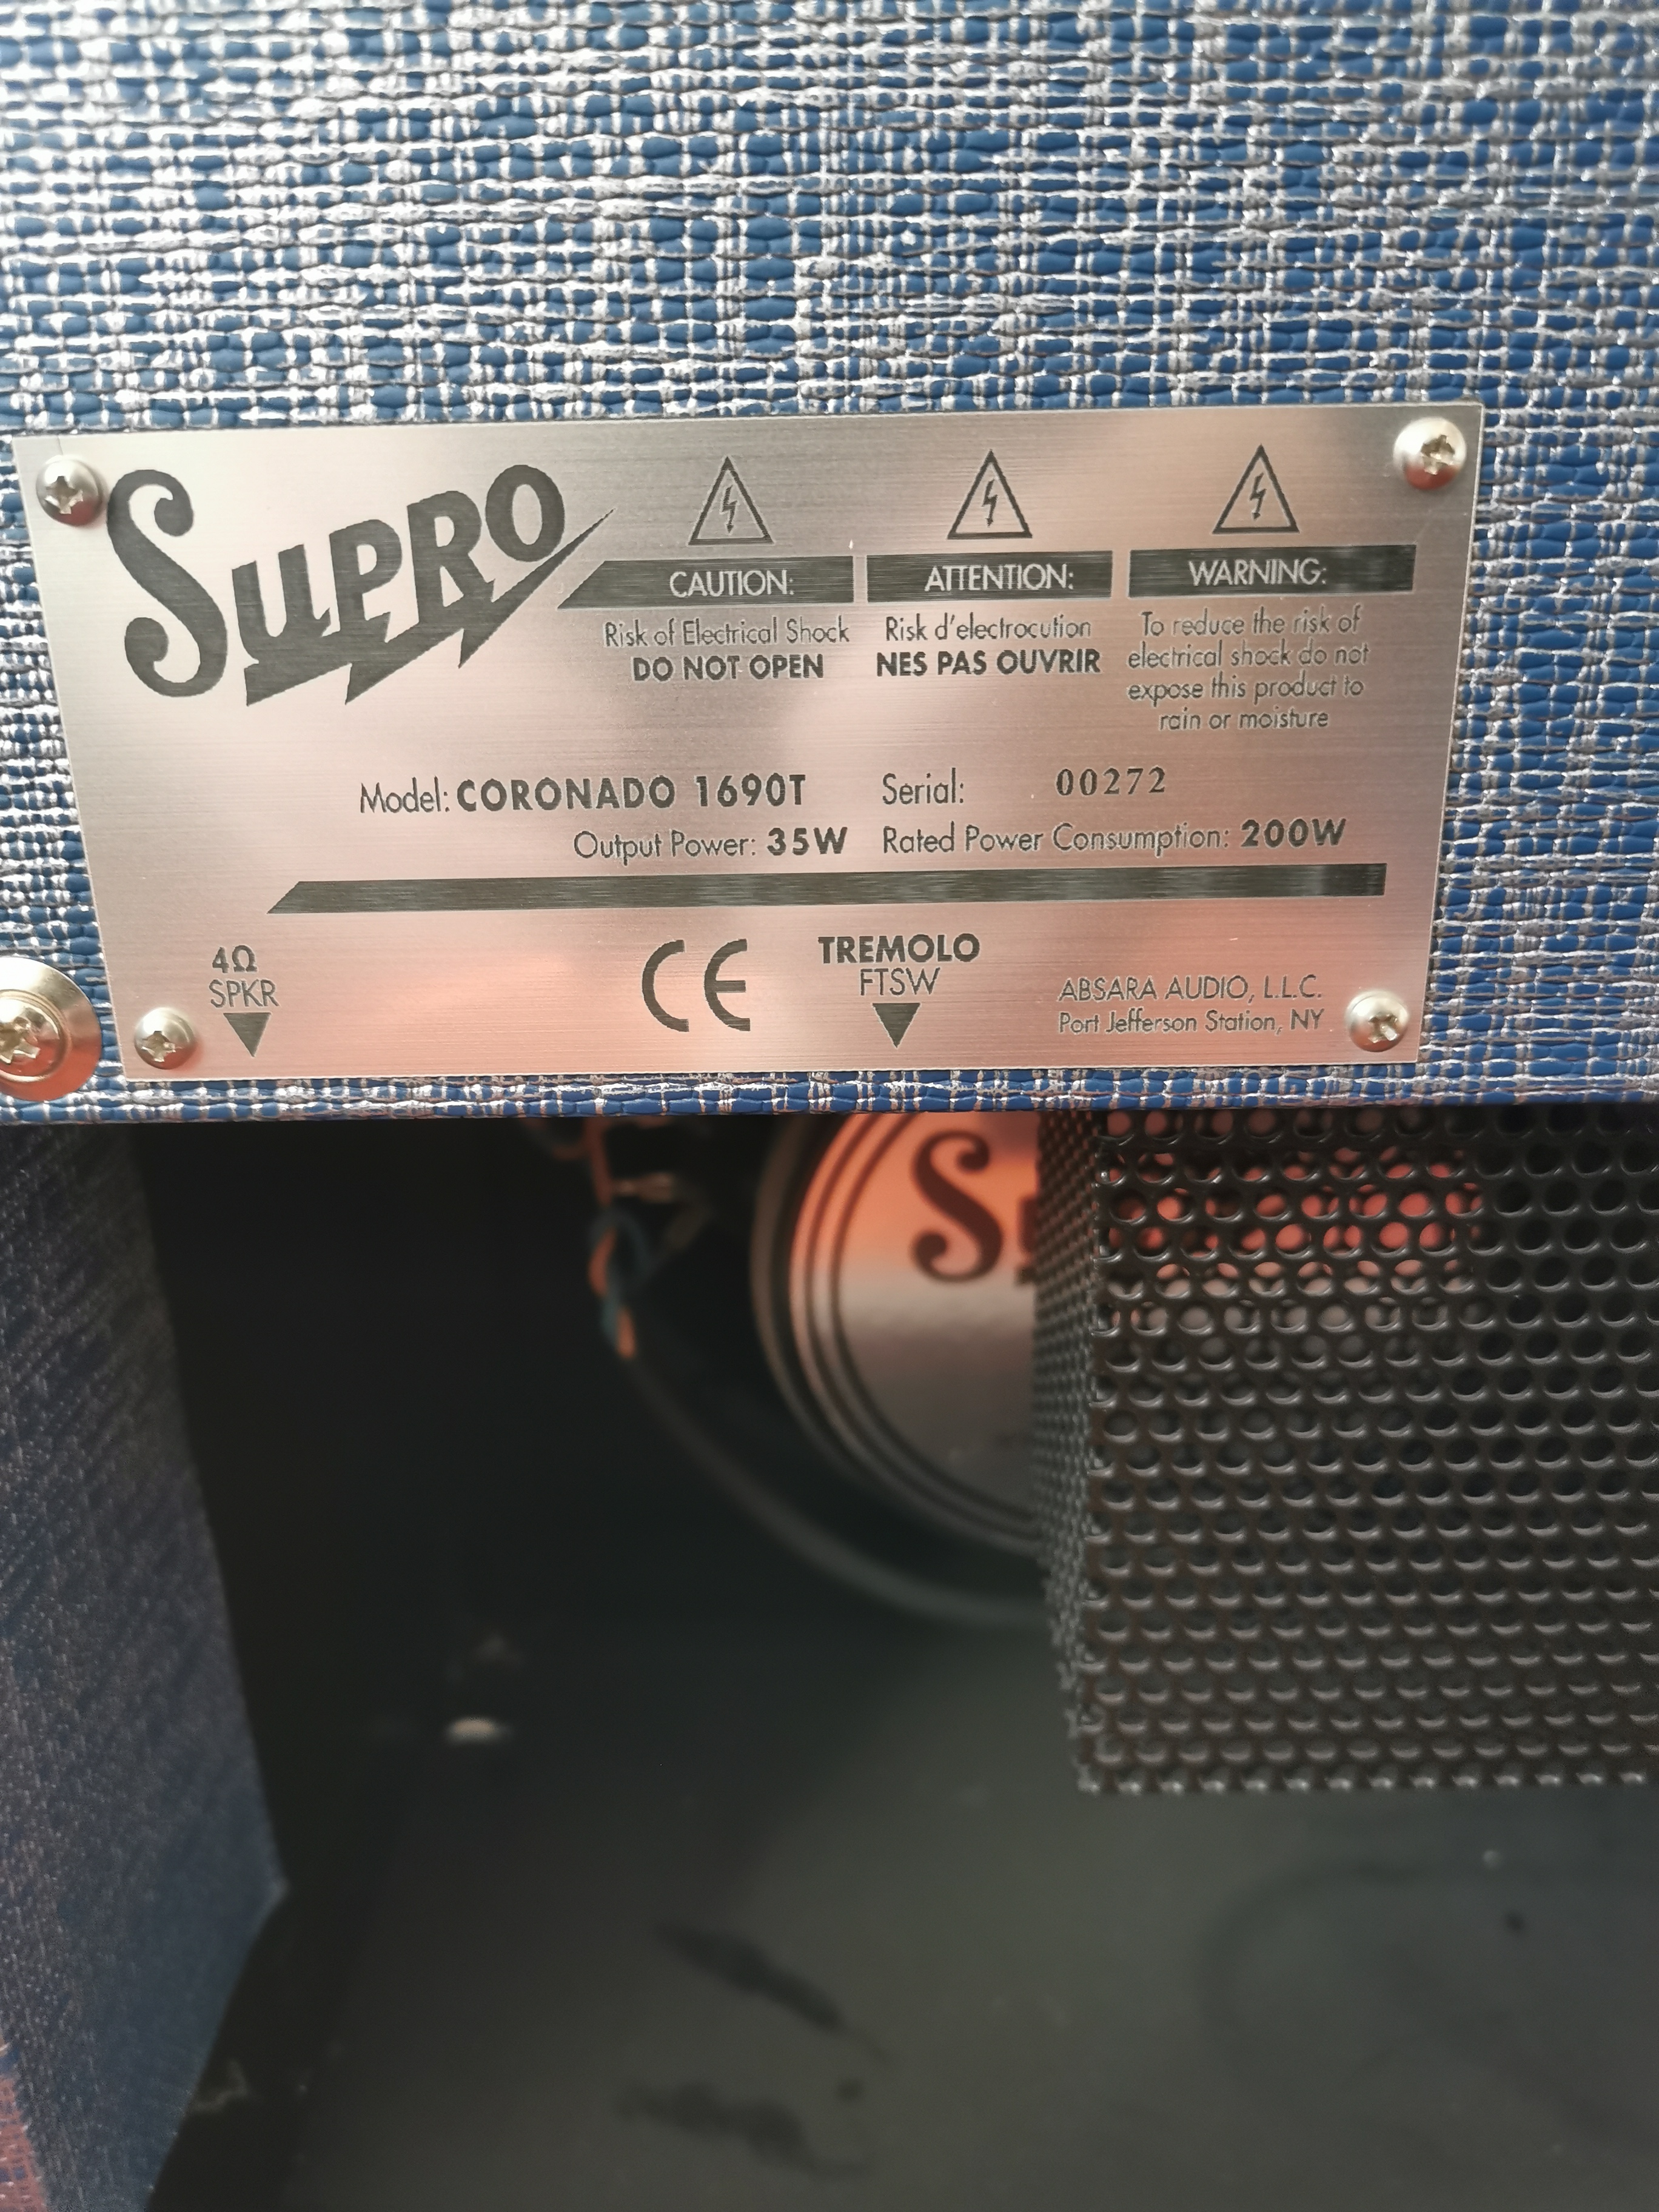 SUPRO
CAUTION:
Risk of Electrical Shock
DO NOT OPEN
ATTENTION:
Risk d'electrocution
NES PAS OUVRIR
WARNING:
To reduce the risk of
electrical shock do not
expose this product to
rain or moisture
Model: CORONADO 1690T
Serial: 00272
Output Power: 35W
Rated Power Consumption: 200W
4Ω
SPKR
CE
TREMOLO
FTSW
ABSARA AUDIO, L.L.C.
Port Jefferson Station, NY
S